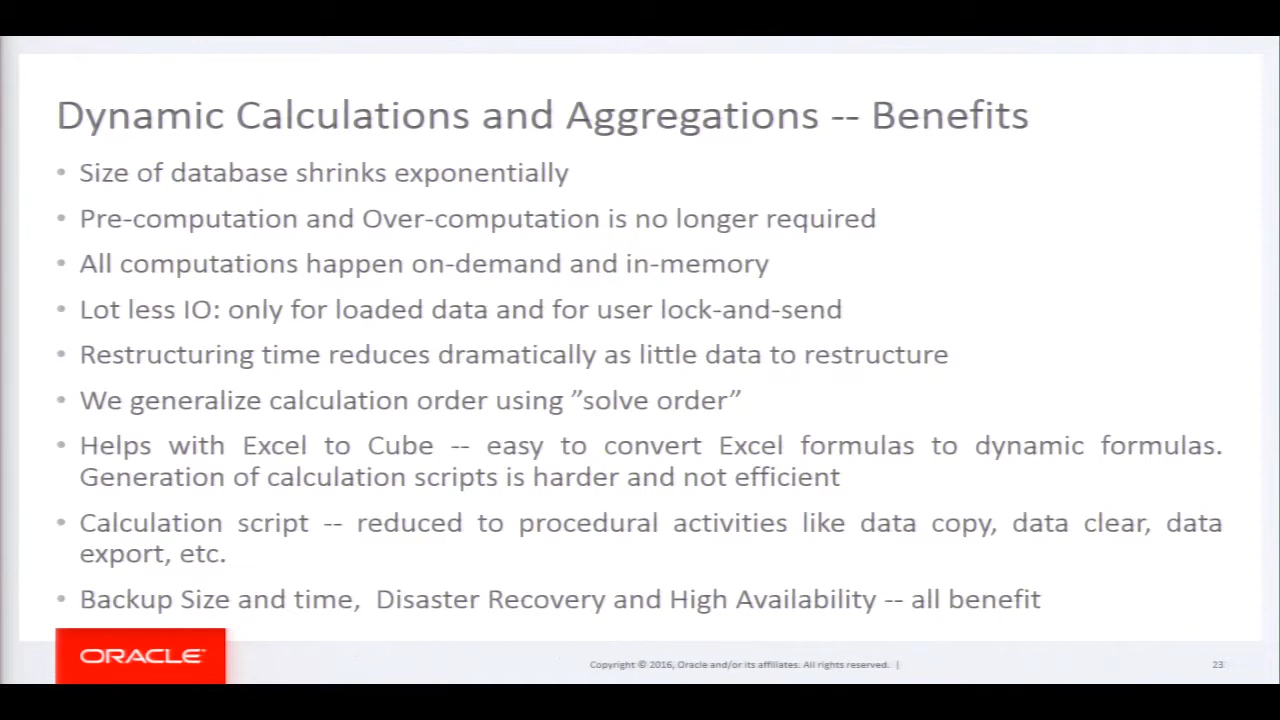 Dynamic Calculations and Aggregations -- Benefits
• Size of database shrinks exponentially
• Pre-computation and Over-computation is no longer required
• All computations happen on-demand and in-memory
• Lot less IO: only for loaded data and for user lock-and-send
• Restructuring time reduces dramatically as little data to restructure
• We generalize calculation order using ”solve order”
• Helps with Excel to Cube -- easy to convert Excel formulas to dynamic formulas.
Generation of calculation scripts is harder and not efficient
• Calculation script -- reduced to procedural activities like data copy, data clear, data
export, etc.
• Backup Size and time, Disaster Recovery and High Availability -- all benefit
ORACLE
Copyright © 2016, Oracle and/or its affiliates. All rights reserved. |
23